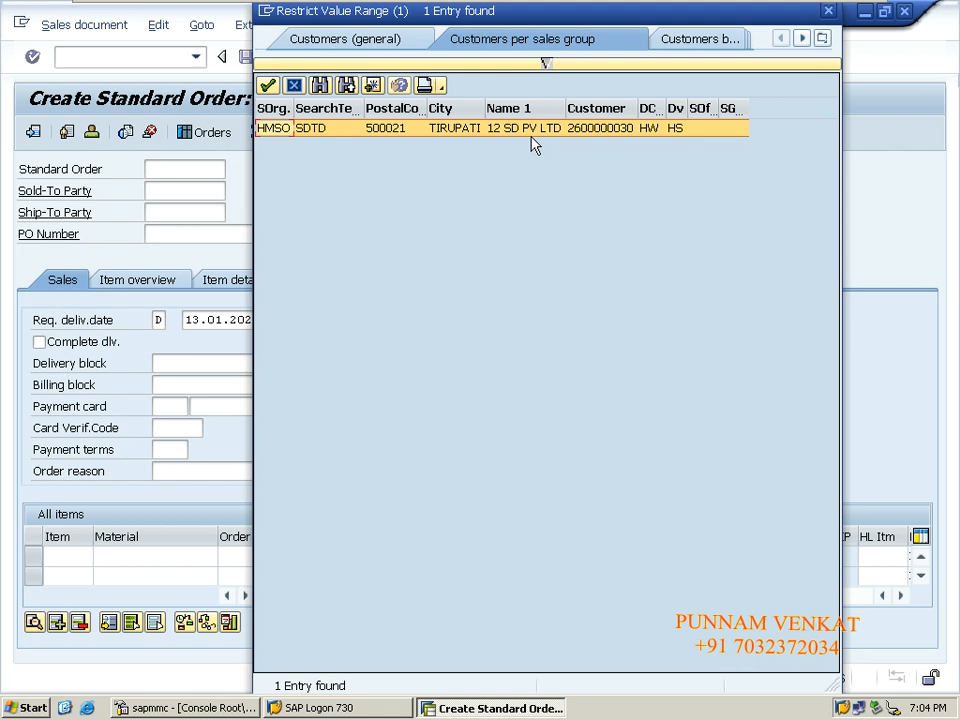 Restrict Value Range (1) 1 Entry found
Sales document Edit Goto
Customers (general) Customers per sales group Customers b...
Create Standard Order:
SOrg. SearchTe... PostalCo... City Name 1 Customer DC... Dv SOf... SG...
HMSO SDTD 500021 TIRUPATI 12 SD PV LTD 2600000030 HW HS
Orders
Standard Order
Sold-To Party
Ship-To Party
PO Number
Sales Item overview Item deta
Req. deliv.date D 13.01.202
Complete dlv.
Delivery block
Billing block
Payment card
Card Verif.Code
Payment terms
Order reason
All items
Item Material Order HL Itm
PUNNAM VENKAT
+91 7032372034
1 Entry found
Start sapmmc - [Console Root\... SAP Logon 730 Create Standard Orde... 7:04 PM